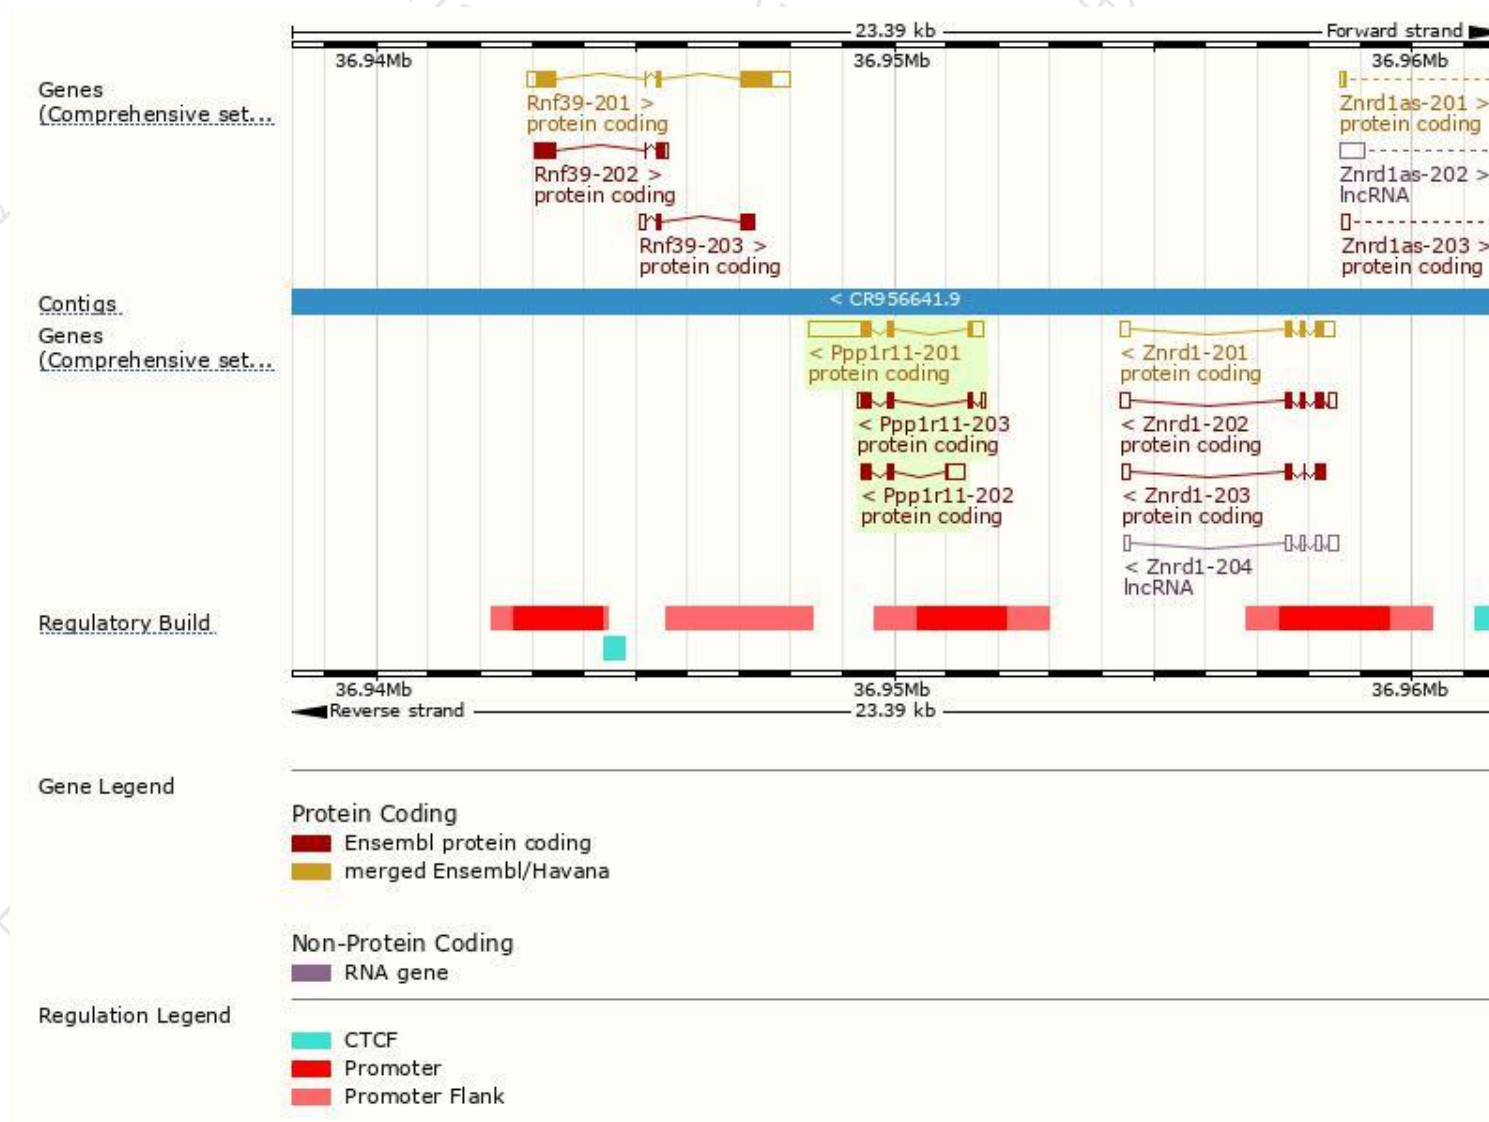 23.39 kb
Forward strand
36.94Mb 36.95Mb 36.96Mb
Genes
(Comprehensive set...
Rnf39-201 >
protein coding
Znrd1as-201 >
protein coding
Rnf39-202 >
protein coding
Znrd1as-202 >
lncRNA
Rnf39-203 >
protein coding
Znrd1as-203 >
protein coding
Contigs
< CR956641.9
Genes
(Comprehensive set...
< Ppp1r11-201
protein coding
< Znrd1-201
protein coding
< Ppp1r11-203
protein coding
< Znrd1-202
protein coding
< Ppp1r11-202
protein coding
< Znrd1-203
protein coding
< Znrd1-204
lncRNA
Regulatory Build
36.94Mb 36.95Mb 36.96Mb
Reverse strand
23.39 kb
Gene Legend
Protein Coding
Ensembl protein coding
merged Ensembl/Havana
Non-Protein Coding
RNA gene
Regulation Legend
CTCF
Promoter
Promoter Flank